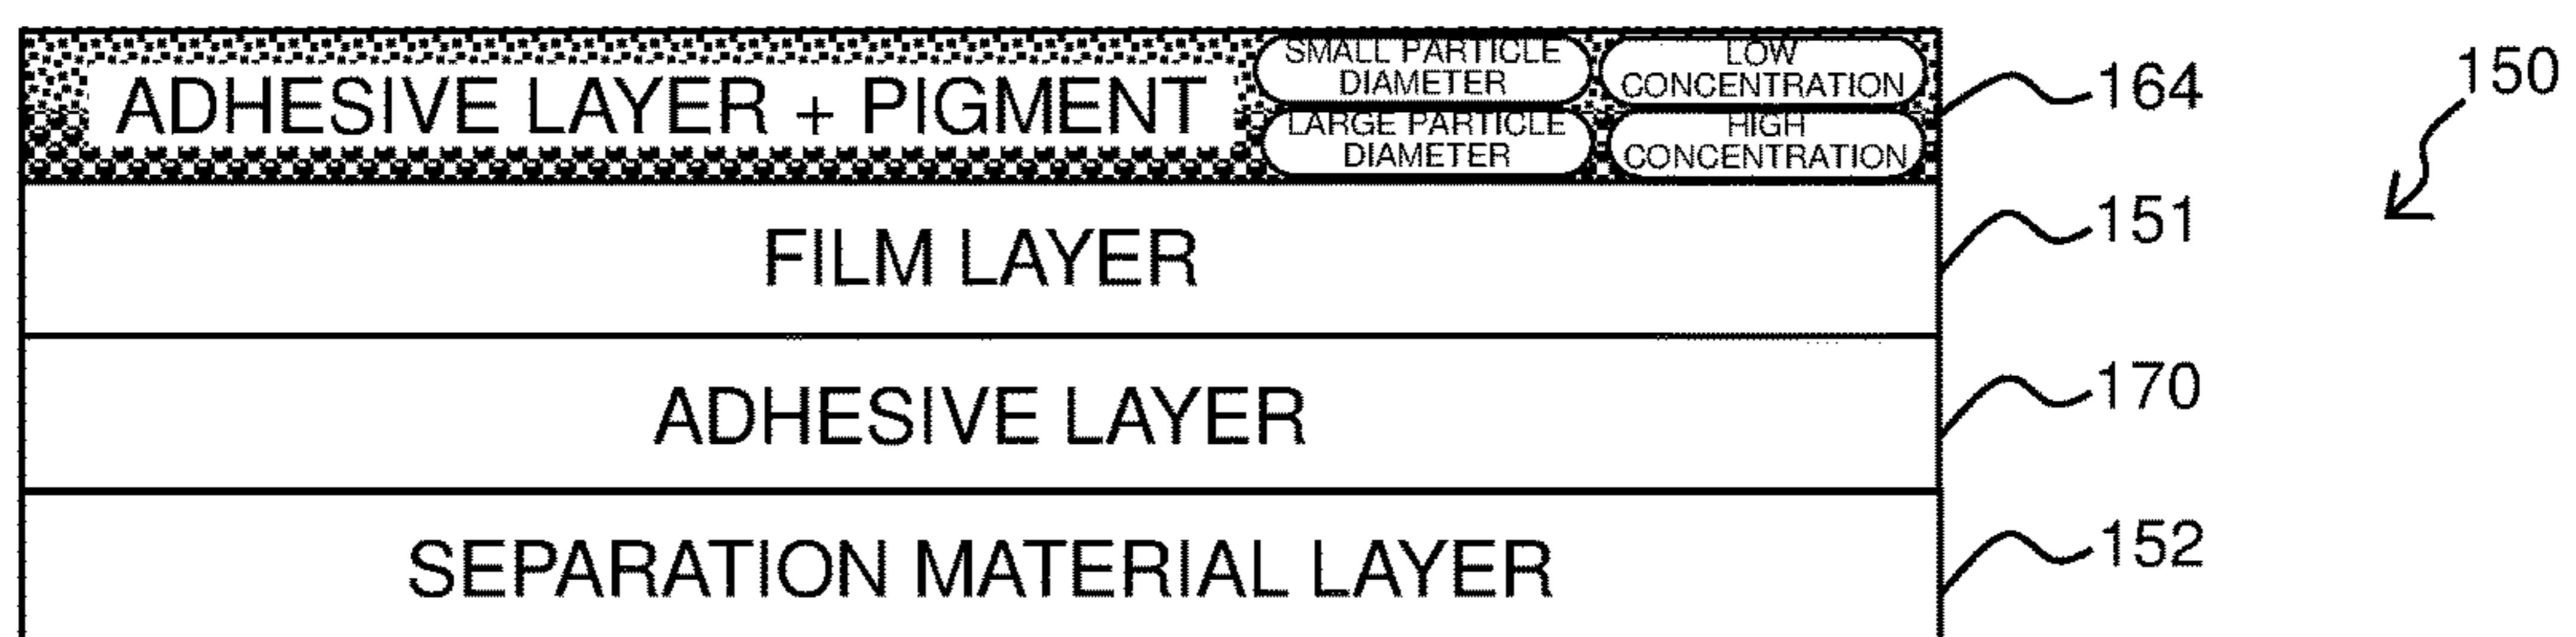 ADHESIVE LAYER + PIGMENT
SMALL PARTICLE
DIAMETER
LOW
CONCENTRATION
LARGE PARTICLE
DIAMETER
HIGH
CONCENTRATION
164
150
FILM LAYER
151
ADHESIVE LAYER
170
SEPARATION MATERIAL LAYER
152